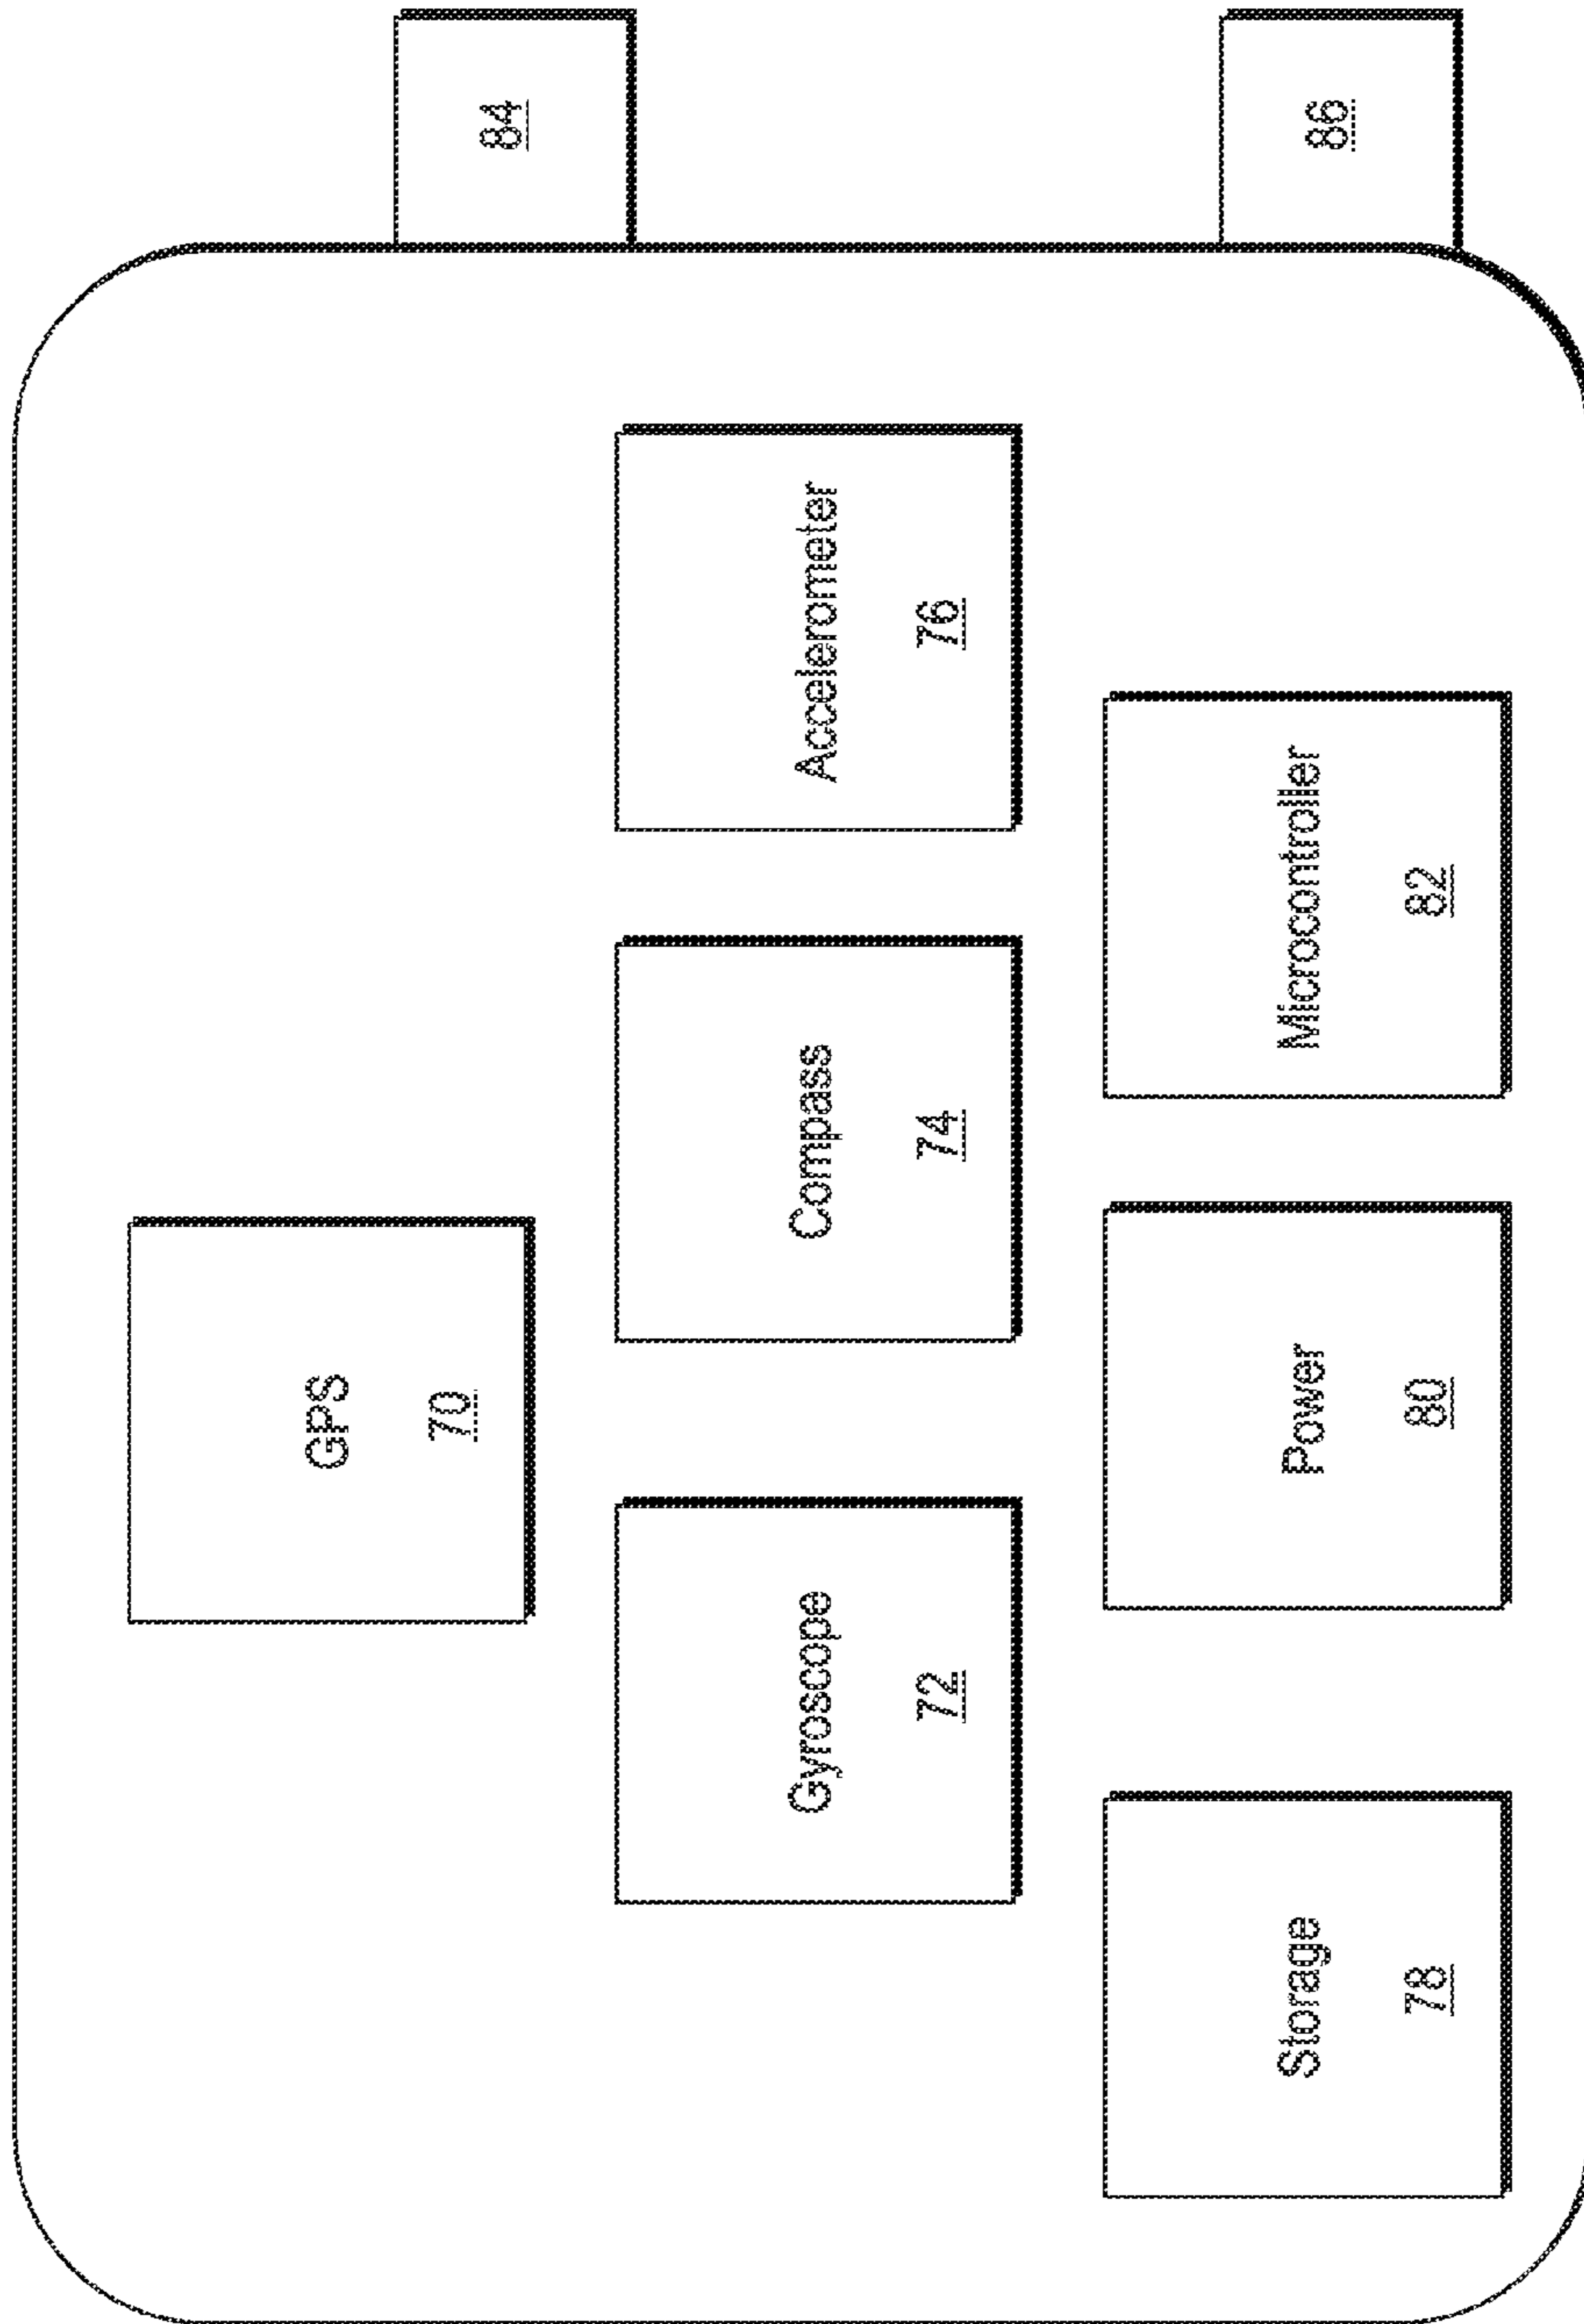 GPS
70
Gyroscope
72
Compass
74
Accelerometer
76
Storage
78
Power
80
Microcontroller
82
84
86